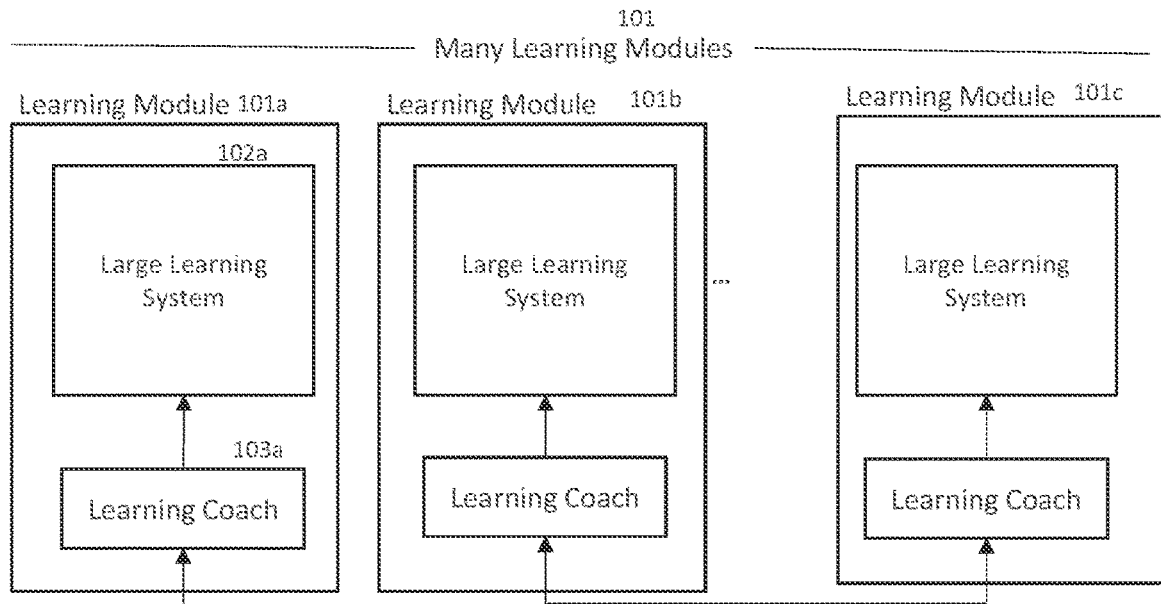 101
Many Learning Modules
Learning Module 101a
Learning Module 101b
Learning Module 101c
102a
Large Learning
System
Large Learning
System
...
Large Learning
System
103a
Learning Coach
Learning Coach
Learning Coach